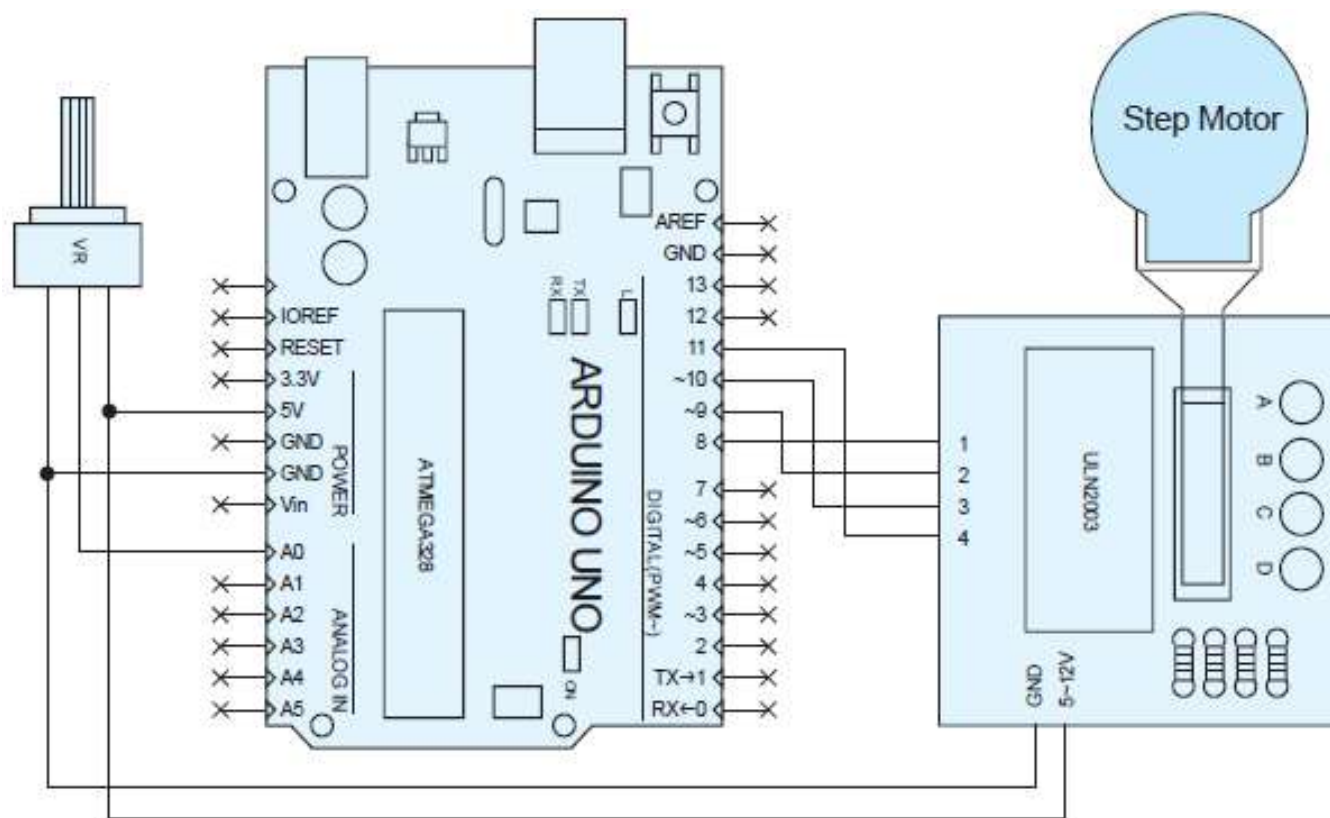 Step Motor
VR
AREF
GND
13
12
11
~10
~9
8
7
~6
~5
4
~3
2
TX→1
RX←0
IOREF
RESET
3.3V
5V
GND
GND
Vin
A0
A1
A2
A3
A4
A5
POWER
ANALOG IN
ATMEGA328
RX
TX
L
ARDUINO UNO
DIGITAL(PWM~)
ON
1
2
3
4
ULN2003
A
B
C
D
GND
5~12V